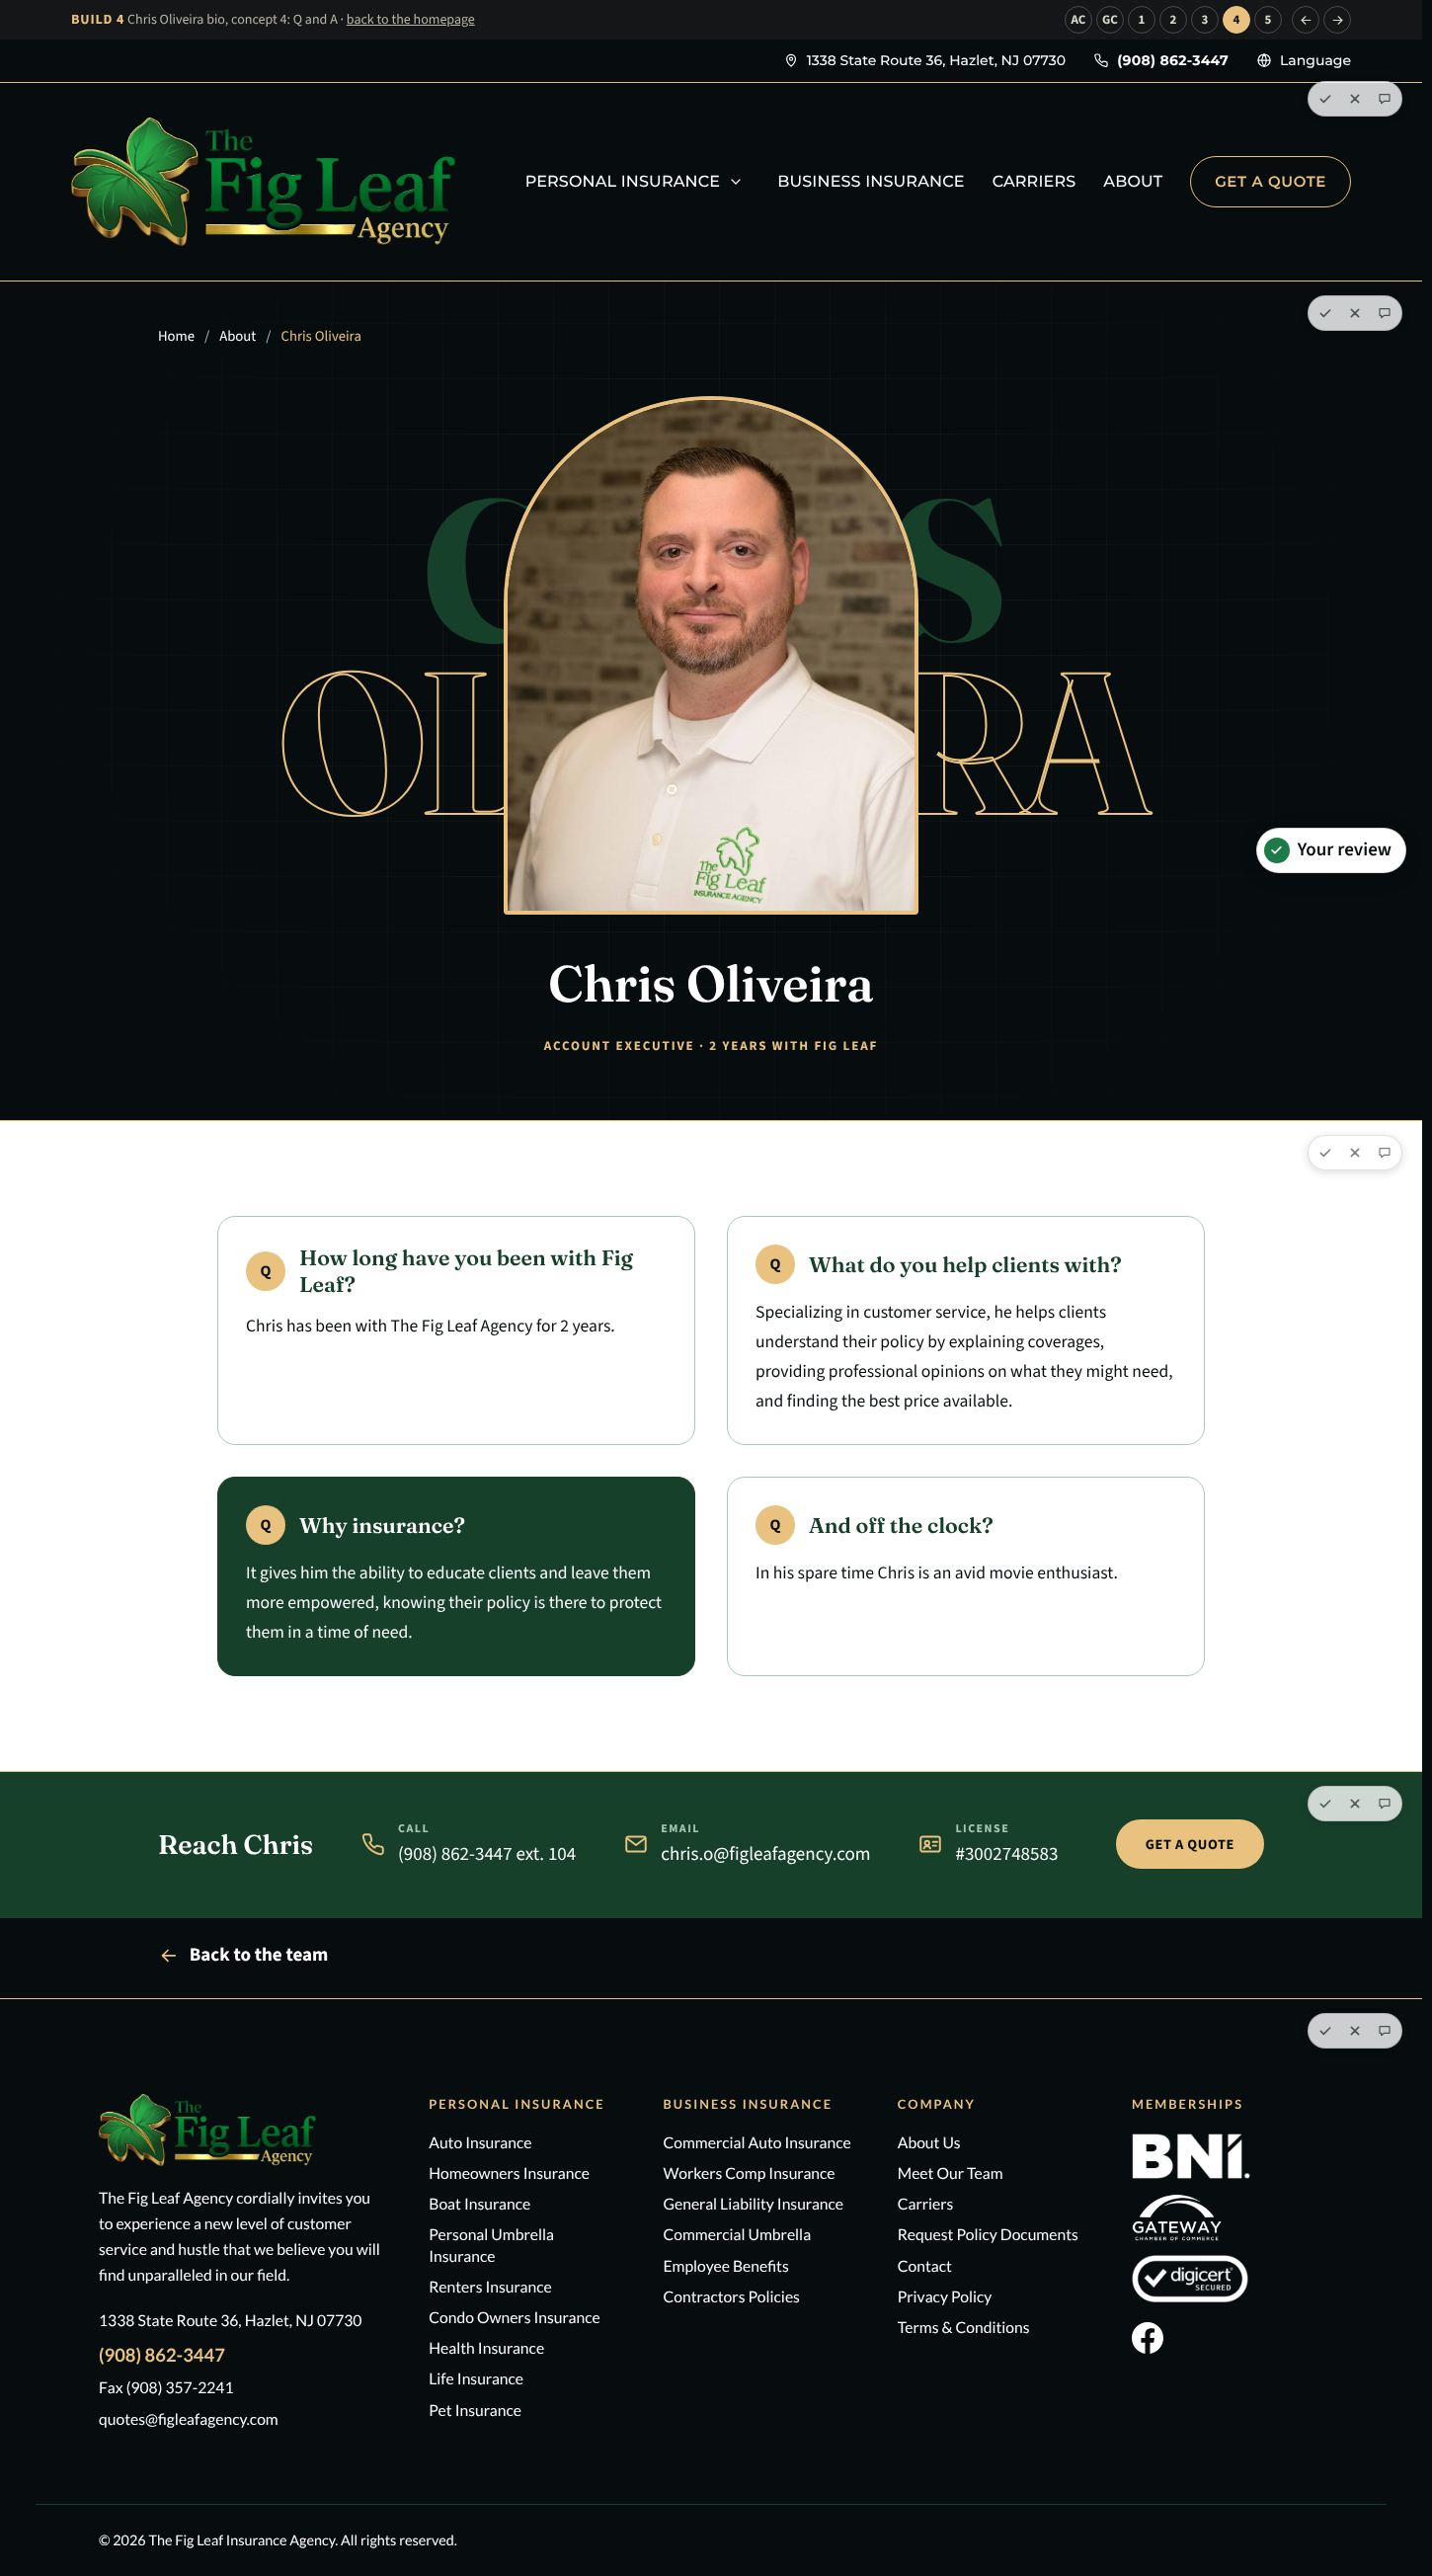 BUILD 4 Chris Oliveira bio, concept 4: Q and A · back to the homepage
AC GC 1 2 3 4 5
1338 State Route 36, Hazlet, NJ 07730
(908) 862-3447
Language
The
Fig Leaf
Agency
PERSONAL INSURANCE
BUSINESS INSURANCE
CARRIERS
ABOUT
GET A QUOTE
Home / About / Chris Oliveira
C S
OL RA
The
Fig Leaf
INSURANCE AGENCY
Your review
Chris Oliveira
ACCOUNT EXECUTIVE · 2 YEARS WITH FIG LEAF
Q
How long have you been with Fig
Leaf?
Chris has been with The Fig Leaf Agency for 2 years.
Q
What do you help clients with?
Specializing in customer service, he helps clients
understand their policy by explaining coverages,
providing professional opinions on what they might need,
and finding the best price available.
Q
Why insurance?
It gives him the ability to educate clients and leave them
more empowered, knowing their policy is there to protect
them in a time of need.
Q
And off the clock?
In his spare time Chris is an avid movie enthusiast.
Reach Chris
CALL
(908) 862-3447 ext. 104
EMAIL
chris.o@figleafagency.com
LICENSE
#3002748583
GET A QUOTE
Back to the team
The
Fig Leaf
Agency
The Fig Leaf Agency cordially invites you
to experience a new level of customer
service and hustle that we believe you will
find unparalleled in our field.
1338 State Route 36, Hazlet, NJ 07730
(908) 862-3447
Fax (908) 357-2241
quotes@figleafagency.com
PERSONAL INSURANCE
Auto Insurance
Homeowners Insurance
Boat Insurance
Personal Umbrella
Insurance
Renters Insurance
Condo Owners Insurance
Health Insurance
Life Insurance
Pet Insurance
BUSINESS INSURANCE
Commercial Auto Insurance
Workers Comp Insurance
General Liability Insurance
Commercial Umbrella
Employee Benefits
Contractors Policies
COMPANY
About Us
Meet Our Team
Carriers
Request Policy Documents
Contact
Privacy Policy
Terms & Conditions
MEMBERSHIPS
BNI
GATEWAY
CHAMBER OF COMMERCE
digicert
SECURED
© 2026 The Fig Leaf Insurance Agency. All rights reserved.